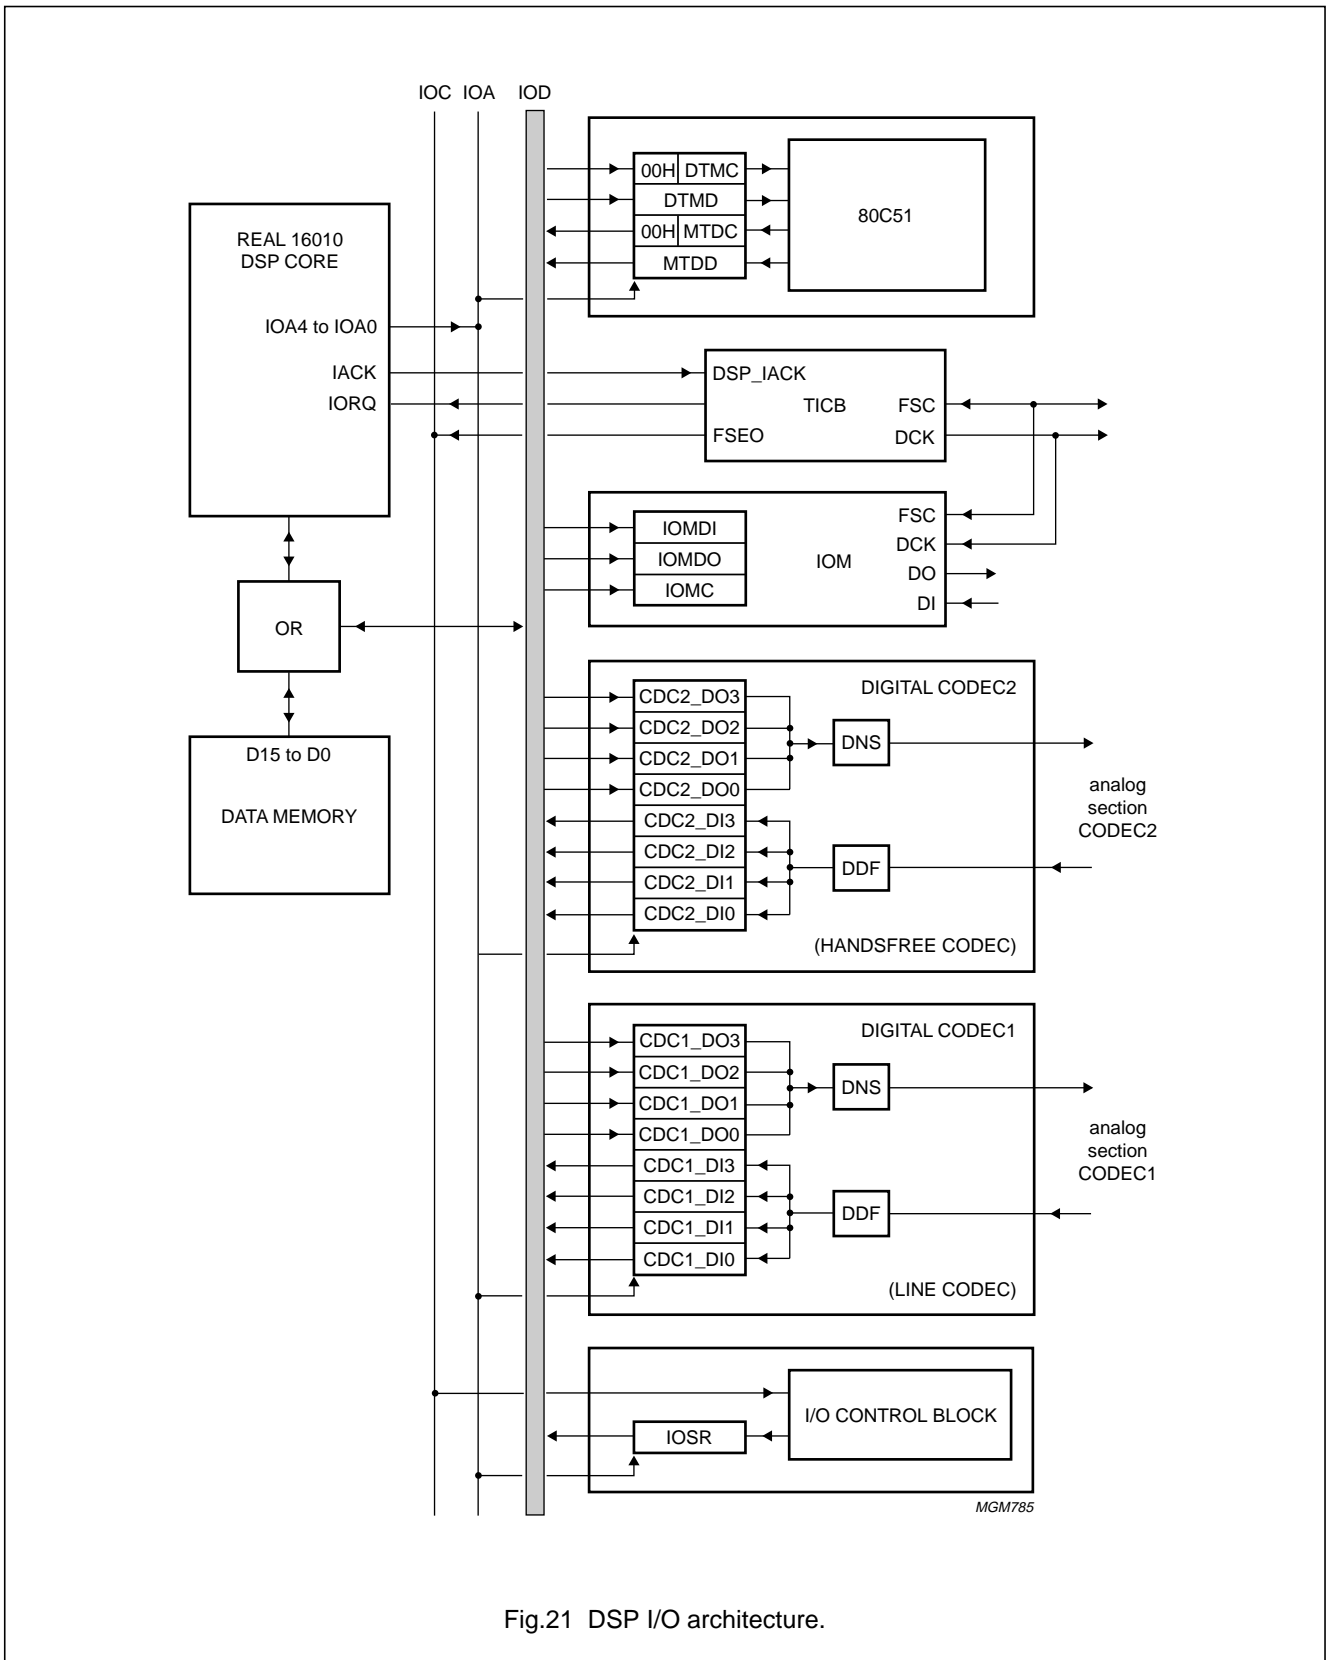 IOC IOA IOD
REAL 16010
DSP CORE
IOA4 to IOA0
IACK
IORQ
OR
D15 to D0
DATA MEMORY
00H DTMC
DTMD
00H MTDC
MTDD
80C51
DSP_IACK
TICB
FSEO
FSC
DCK
IOMDI
IOMDO
IOMC
IOM
FSC
DCK
DO
DI
DIGITAL CODEC2
CDC2_DO3
CDC2_DO2
CDC2_DO1
CDC2_DO0
CDC2_DI3
CDC2_DI2
CDC2_DI1
CDC2_DI0
DNS
DDF
(HANDSFREE CODEC)
analog
section
CODEC2
DIGITAL CODEC1
CDC1_DO3
CDC1_DO2
CDC1_DO1
CDC1_DO0
CDC1_DI3
CDC1_DI2
CDC1_DI1
CDC1_DI0
DNS
DDF
(LINE CODEC)
analog
section
CODEC1
I/O CONTROL BLOCK
IOSR
MGM785
Fig.21 DSP I/O architecture.